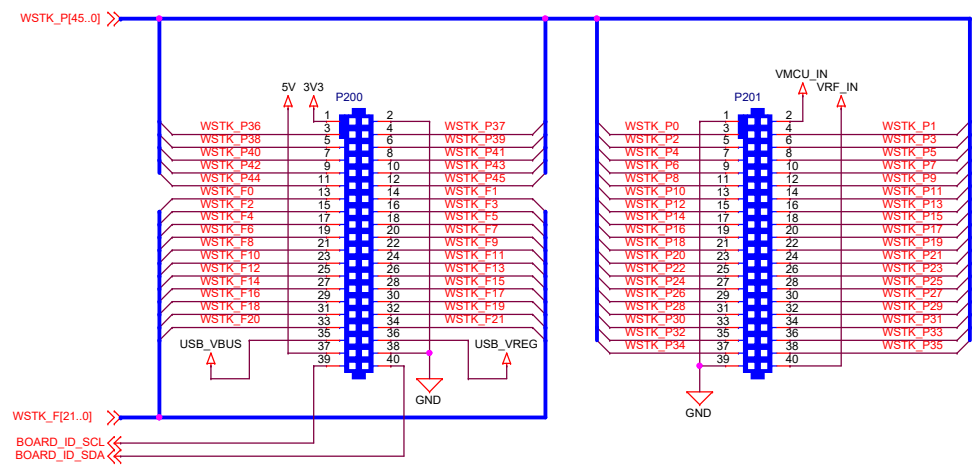 WSTK_P[45..0]
5V 3V3 P200 VMCU_IN
P201 VRF_IN
1 2 1 2
WSTK_P36 3 4 WSTK_P37 WSTK_P0 3 4 WSTK_P1
WSTK_P38 5 6 WSTK_P39 WSTK_P2 5 6 WSTK_P3
WSTK_P40 7 8 WSTK_P41 WSTK_P4 7 8 WSTK_P5
WSTK_P42 9 10 WSTK_P43 WSTK_P6 9 10 WSTK_P7
WSTK_P44 11 12 WSTK_P45 WSTK_P8 11 12 WSTK_P9
WSTK_F0 13 14 WSTK_F1 WSTK_P10 13 14 WSTK_P11
WSTK_F2 15 16 WSTK_F3 WSTK_P12 15 16 WSTK_P13
WSTK_F4 17 18 WSTK_F5 WSTK_P14 17 18 WSTK_P15
WSTK_F6 19 20 WSTK_F7 WSTK_P16 19 20 WSTK_P17
WSTK_F8 21 22 WSTK_F9 WSTK_P18 21 22 WSTK_P19
WSTK_F10 23 24 WSTK_F11 WSTK_P20 23 24 WSTK_P21
WSTK_F12 25 26 WSTK_F13 WSTK_P22 25 26 WSTK_P23
WSTK_F14 27 28 WSTK_F15 WSTK_P24 27 28 WSTK_P25
WSTK_F16 29 30 WSTK_F17 WSTK_P26 29 30 WSTK_P27
WSTK_F18 31 32 WSTK_F19 WSTK_P28 31 32 WSTK_P29
WSTK_F20 33 34 WSTK_F21 WSTK_P30 33 34 WSTK_P31
35 36 WSTK_P32 35 36 WSTK_P33
USB_VBUS 37 38 USB_VREG WSTK_P34 37 38 WSTK_P35
39 40 39 40
GND GND
WSTK_F[21..0]
BOARD_ID_SCL
BOARD_ID_SDA